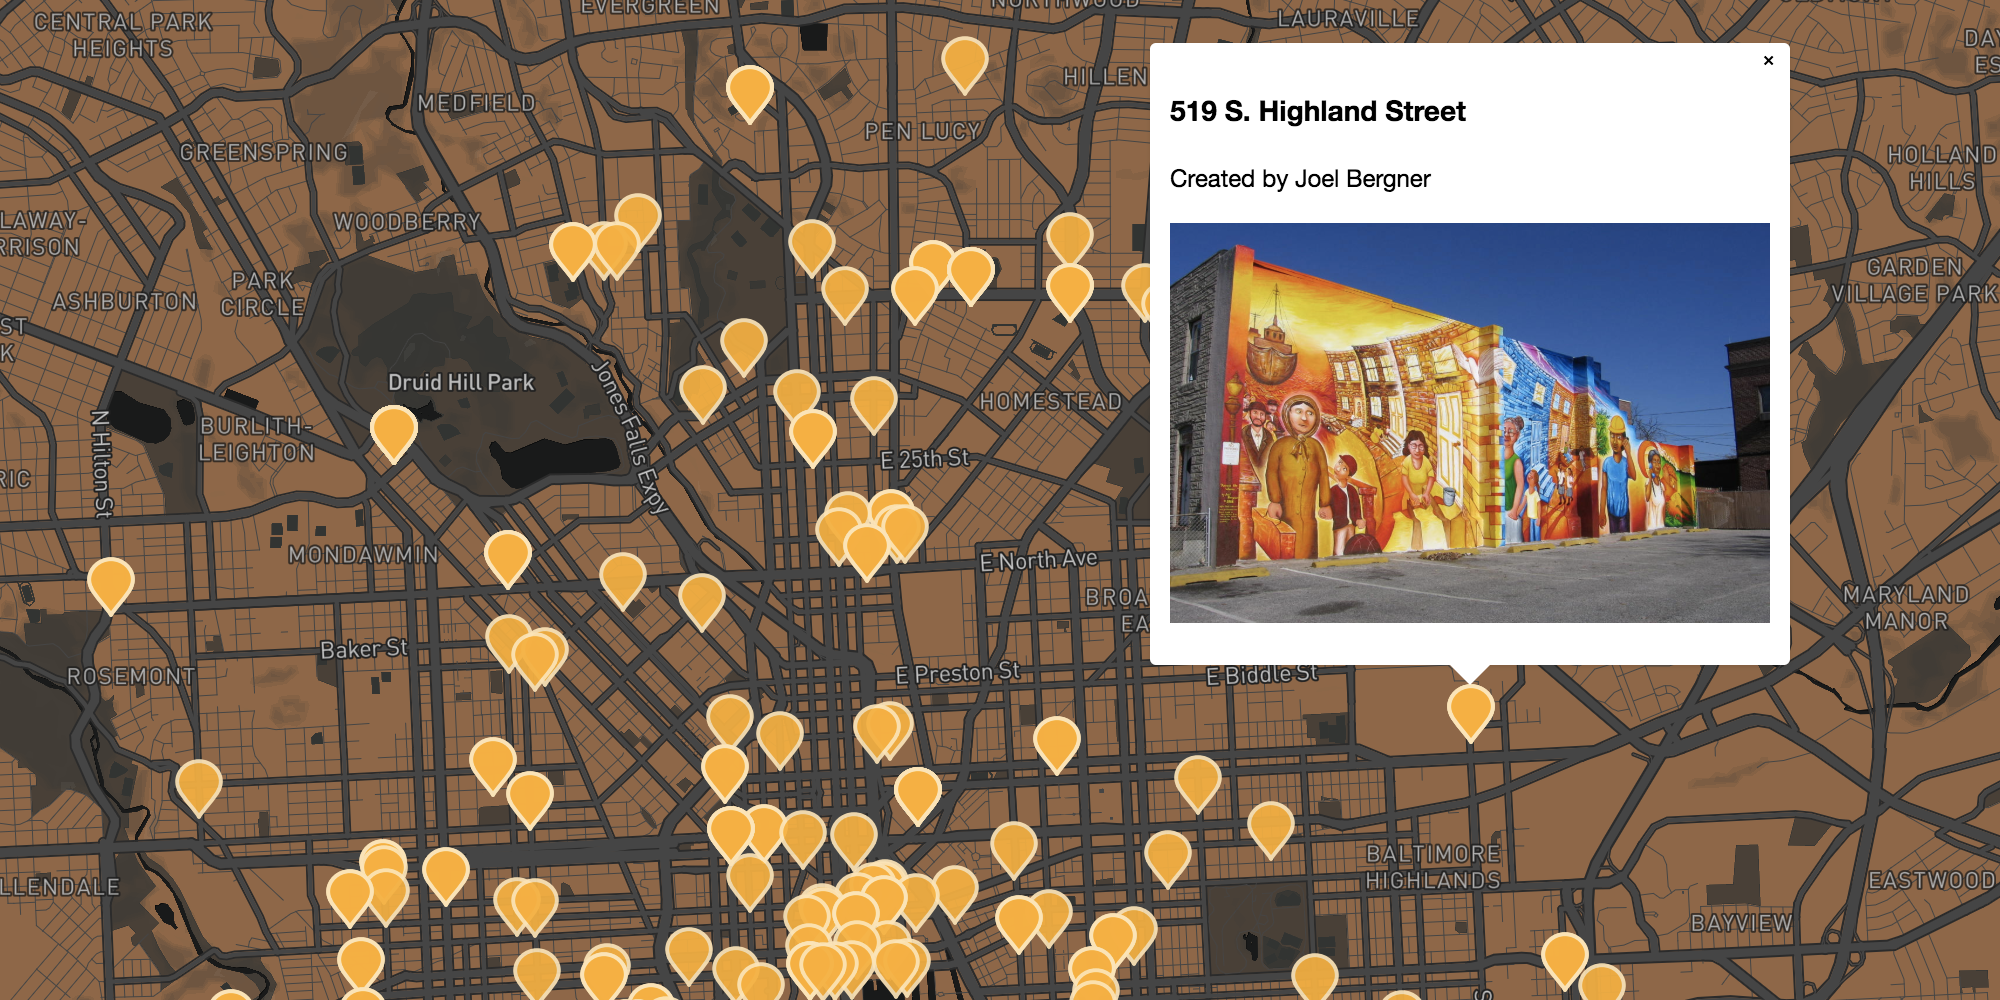 EVERGREEN
CENTRAL PARK
HEIGHTS
LAURAVILLE
MEDFIELD
HILLEN
PEN LUCY
GREENSPRING
WOODBERRY
LAWAY-
RRISON
PARK
CIRCLE
ASHBURTON
ST
K
Druid Hill Park
Jones Falls Expy
N Hilton St
BURLITH-
LEIGHTON
RIC
HOMESTEAD
E 25th St
MONDAWMIN
E North Ave
BROA
EA
Baker St
ROSEMONT
E Preston St
E Biddle St
LLENDALE
×
519 S. Highland Street
Created by Joel Bergner
DAY
ES
HOLLAND
HILLS
GARDEN
VILLAGE PARK
MARYLAND
MANOR
BALTIMORE
HIGHLANDS
EASTWOOD
BAYVIEW